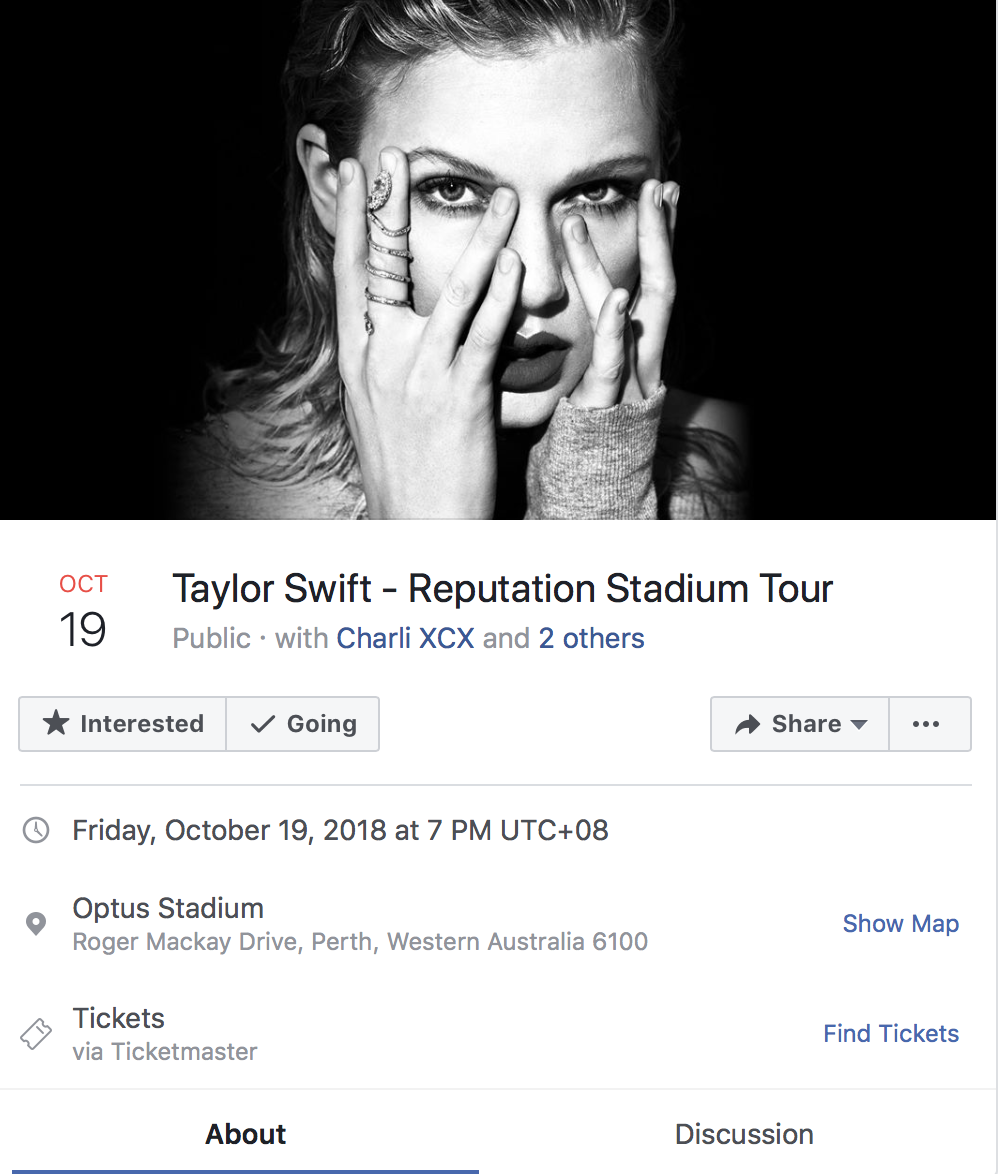 OCT
19
Taylor Swift - Reputation Stadium Tour
Public · with Charli XCX and 2 others
Interested
Going
Share
Friday, October 19, 2018 at 7 PM UTC+08
Optus Stadium
Roger Mackay Drive, Perth, Western Australia 6100
Show Map
Tickets
via Ticketmaster
Find Tickets
About
Discussion